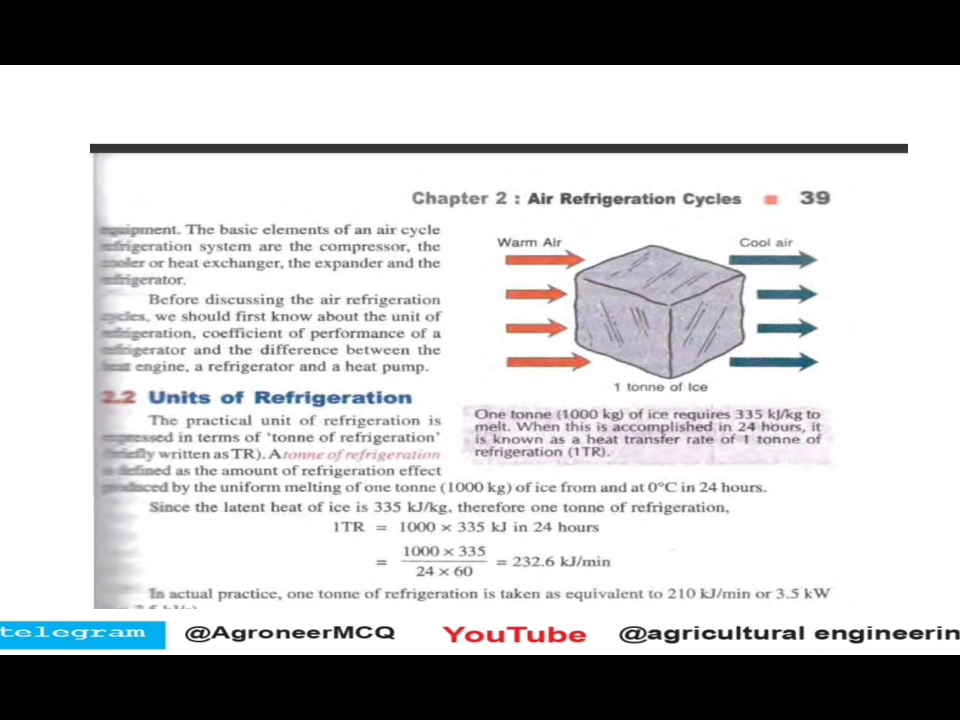 Chapter 2 : Air Refrigeration Cycles ■ 39
equipment. The basic elements of an air cycle
refrigeration system are the compressor, the
cooler or heat exchanger, the expander and the
refrigerator.
Before discussing the air refrigeration
cycles, we should first know about the unit of
refrigeration, coefficient of performance of a
refrigerator and the difference between the
heat engine, a refrigerator and a heat pump.
2.2 Units of Refrigeration
The practical unit of refrigeration is
expressed in terms of 'tonne of refrigeration'
(briefly written as TR). A tonne of refrigeration
is defined as the amount of refrigeration effect
Warm Air
Cool air
1 tonne of Ice
One tonne (1000 kg) of ice requires 335 kJ/kg to
melt. When this is accomplished in 24 hours, it
is known as a heat transfer rate of 1 tonne of
refrigeration (1TR).
produced by the uniform melting of one tonne (1000 kg) of ice from and at 0°C in 24 hours.
Since the latent heat of ice is 335 kJ/kg, therefore one tonne of refrigeration,
1TR = 1000 × 335 kJ in 24 hours
= 1000 × 335 / 24 × 60 = 232.6 kJ/min
In actual practice, one tonne of refrigeration is taken as equivalent to 210 kJ/min or 3.5 kW
telegram @AgroneerMCQ YouTube @agricultural engineerin